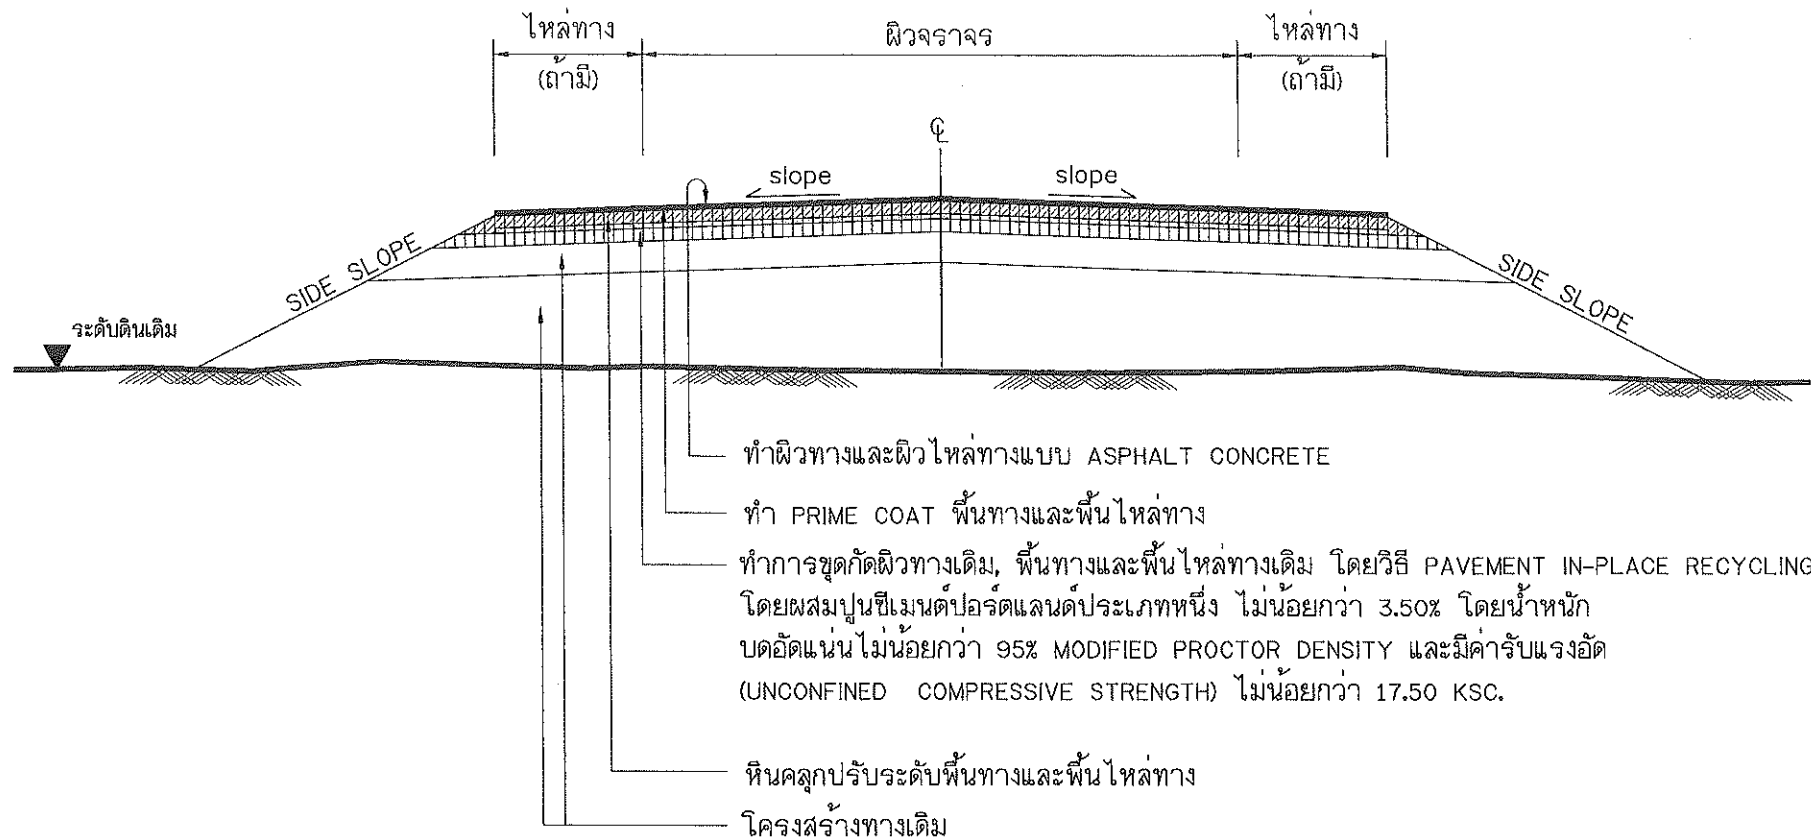 ไหล่ทาง
(ถ้ามี)
ผิวจราจร
ไหล่ทาง
(ถ้ามี)
℄
slope
slope
SIDE SLOPE
SIDE SLOPE
ระดับดินเดิม
ทำผิวทางและผิวไหล่ทางแบบ ASPHALT CONCRETE
ทำ PRIME COAT พื้นทางและพื้นไหล่ทาง
ทำการขุดกัดผิวทางเดิม, พื้นทางและพื้นไหล่ทางเดิม โดยวิธี PAVEMENT IN-PLACE RECYCLING
โดยผสมปูนซีเมนต์ปอร์ตแลนด์ประเภทหนึ่ง ไม่น้อยกว่า 3.50% โดยน้ำหนัก
บดอัดแน่นไม่น้อยกว่า 95% MODIFIED PROCTOR DENSITY และมีค่ารับแรงอัด
(UNCONFINED COMPRESSIVE STRENGTH) ไม่น้อยกว่า 17.50 KSC.
หินคลุกปรับระดับพื้นทางและพื้นไหล่ทาง
โครงสร้างทางเดิม